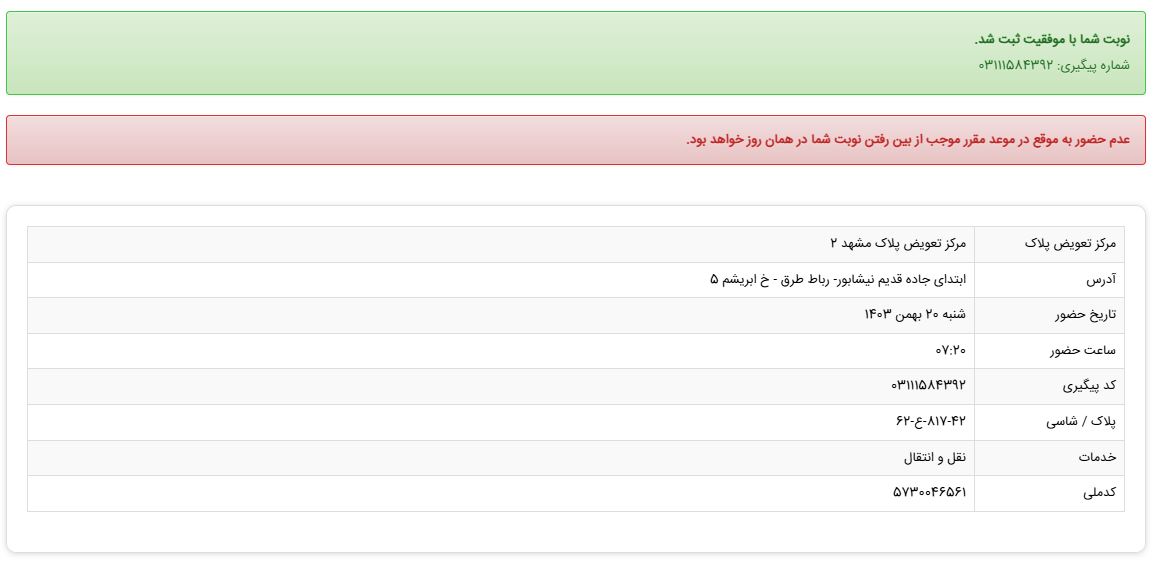 نوبت شما با موفقیت ثبت شد.
شماره پیگیری: ۰۳۱۱۱۵۸۴۳۹۲
عدم حضور به موقع در موعد مقرر موجب از بین رفتن نوبت شما در همان روز خواهد بود.
مرکز تعویض پلاک مرکز تعویض پلاک مشهد ۲
آدرس ابتدای جاده قدیم نیشابور- رباط طرق - خ ابریشم ۵
تاریخ حضور شنبه ۲۰ بهمن ۱۴۰۳
ساعت حضور ۰۷:۲۰
کد پیگیری ۰۳۱۱۱۵۸۴۳۹۲
پلاک / شاسی ۴۲-۸۱۷-ع-۶۲
خدمات نقل و انتقال
کدملی ۵۷۳۰۰۴۶۵۶۱